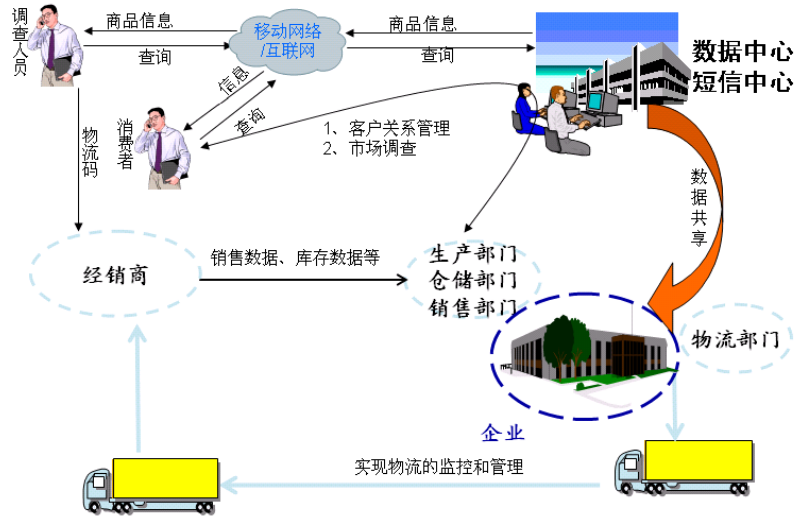 调查人员
商品信息
查询
移动网络
/互联网
商品信息
查询
数据中心
短信中心
信息
查询
消费者
物流码
1、客户关系管理
2、市场调查
数据共享
经销商
销售数据、库存数据等
生产部门
仓储部门
销售部门
物流部门
企业
实现物流的监控和管理